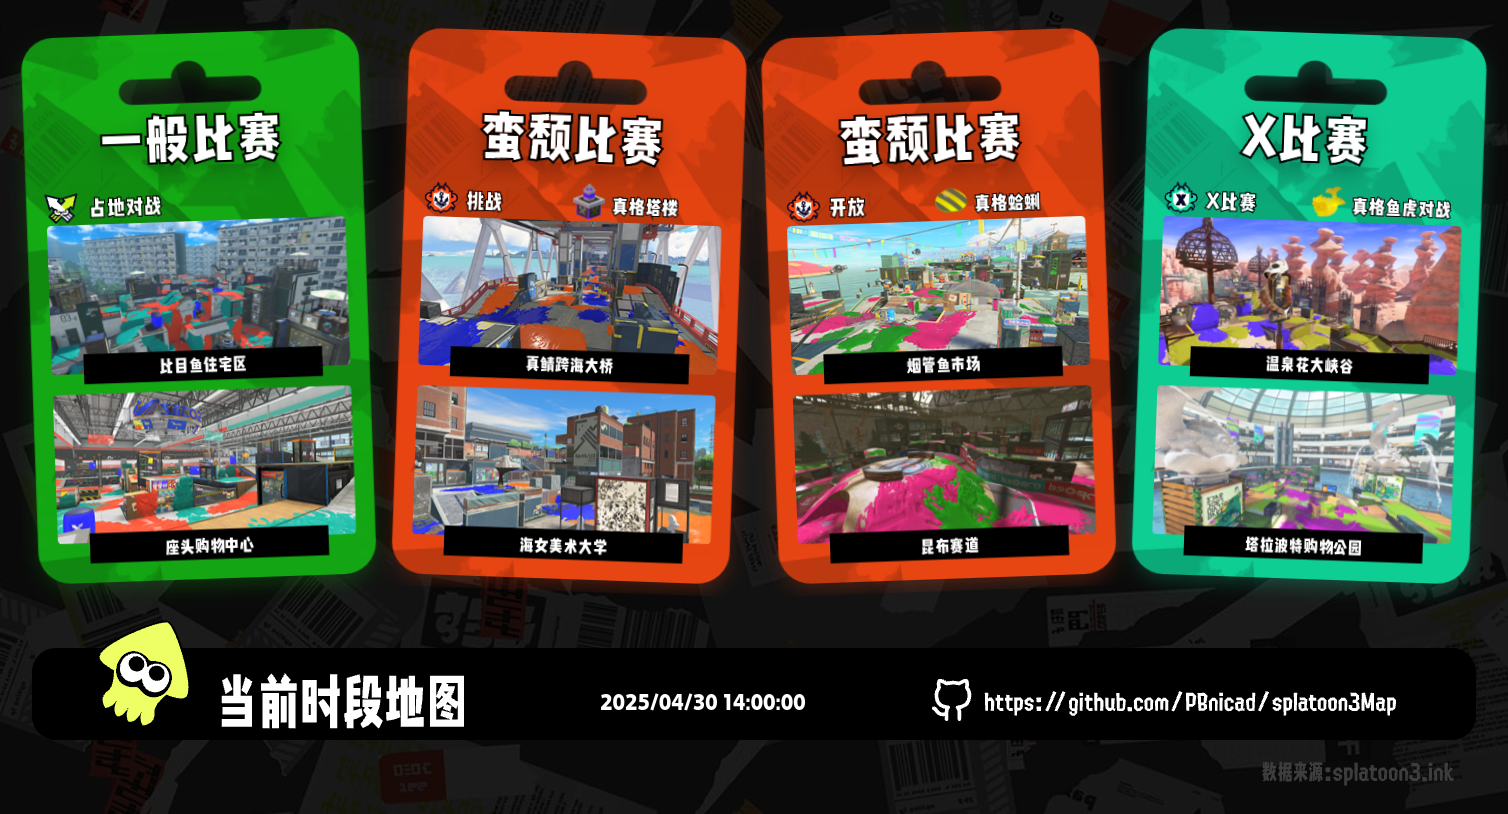 一般比赛
占地对战
比目鱼住宅区
座头购物中心
蛮颓比赛
挑战
真格塔楼
真鲭跨海大桥
海女美术大学
蛮颓比赛
开放
真格蛤蜊
烟管鱼市场
昆布赛道
X比赛
X比赛
真格鱼虎对战
温泉花大峡谷
塔拉波特购物公园
当前时段地图
2025/04/30 14:00:00
https://github.com/PBnicad/splatoon3Map
数据来源:splatoon3.ink